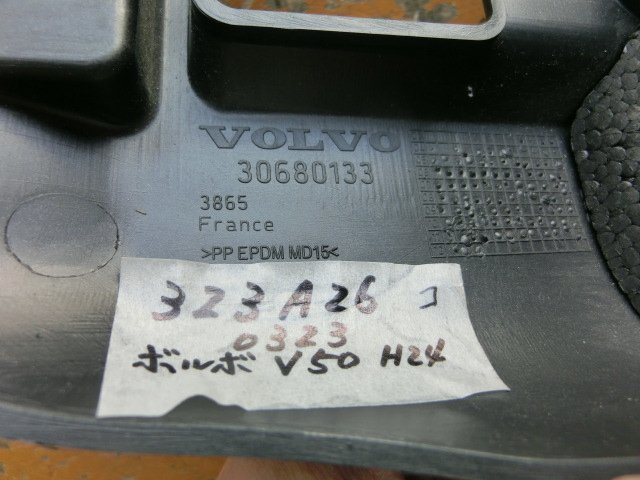 VOLVO
30680133
3865
France
>PP EPDM MD15<
323A26 コ
0323
ボルボ V50 H24